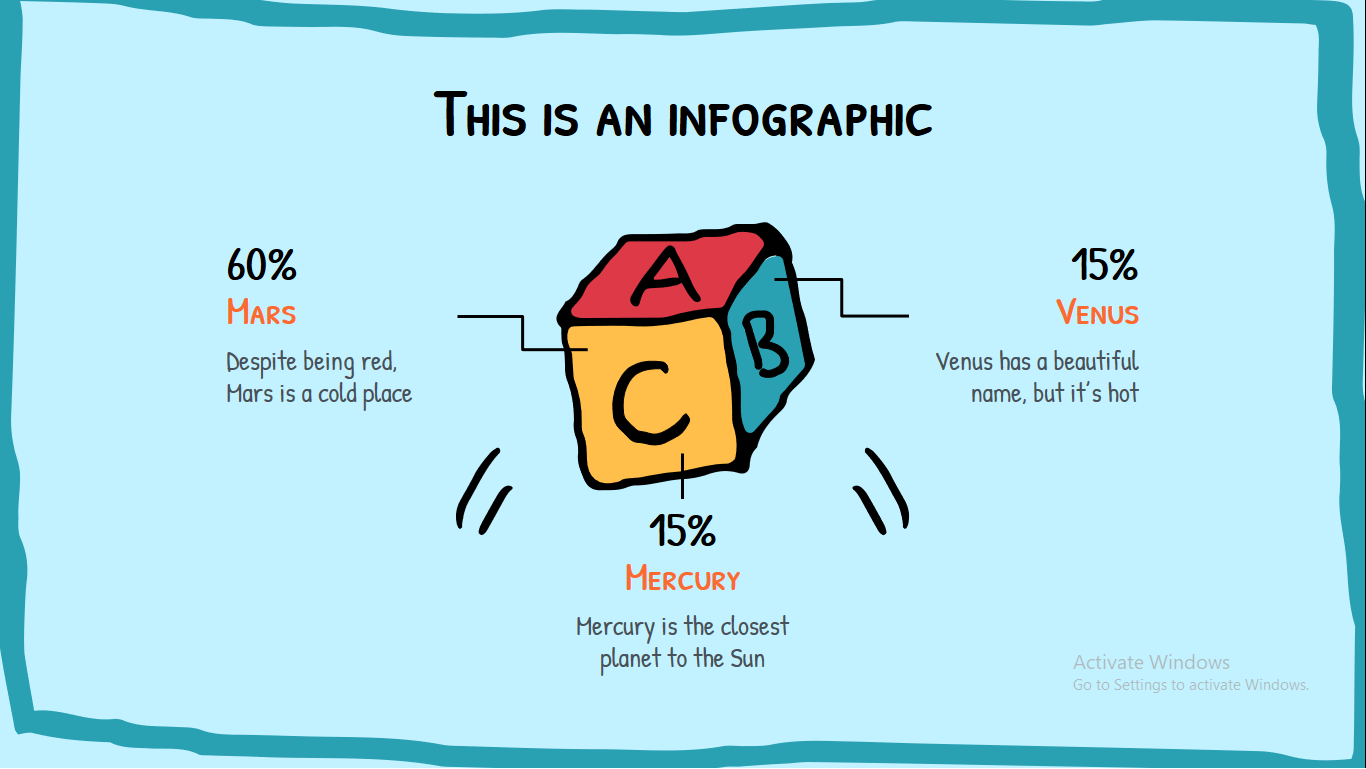 This is an infographic
60%
Mars
Despite being red,
Mars is a cold place
A
B
C
15%
Venus
Venus has a beautiful
name, but it's hot
15%
Mercury
Mercury is the closest
planet to the Sun
Activate Windows
Go to Settings to activate Windows.